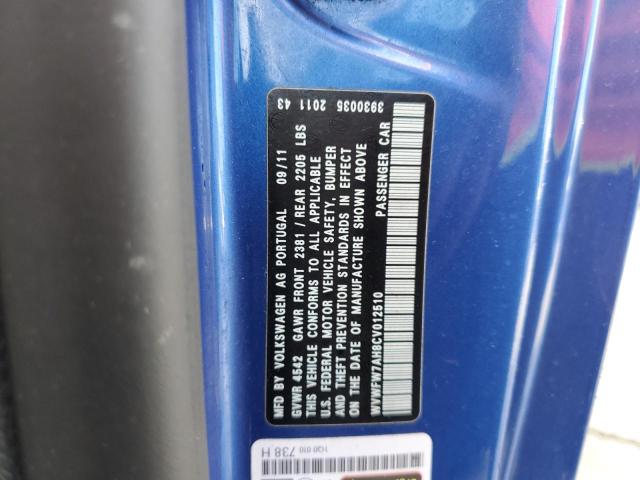 MFD BY VOLKSWAGEN AG PORTUGAL 09/11 2011 43 3930035
GVWR 4542 GAWR FRONT 2381 / REAR 2205 LBS
THIS VEHICLE CONFORMS TO ALL APPLICABLE
U.S. FEDERAL MOTOR VEHICLE SAFETY, BUMPER
AND THEFT PREVENTION STANDARDS IN EFFECT
ON THE DATE OF MANUFACTURE SHOWN ABOVE
WVWFW7AH8CV012510 PASSENGER CAR
1Q0 010 738 H